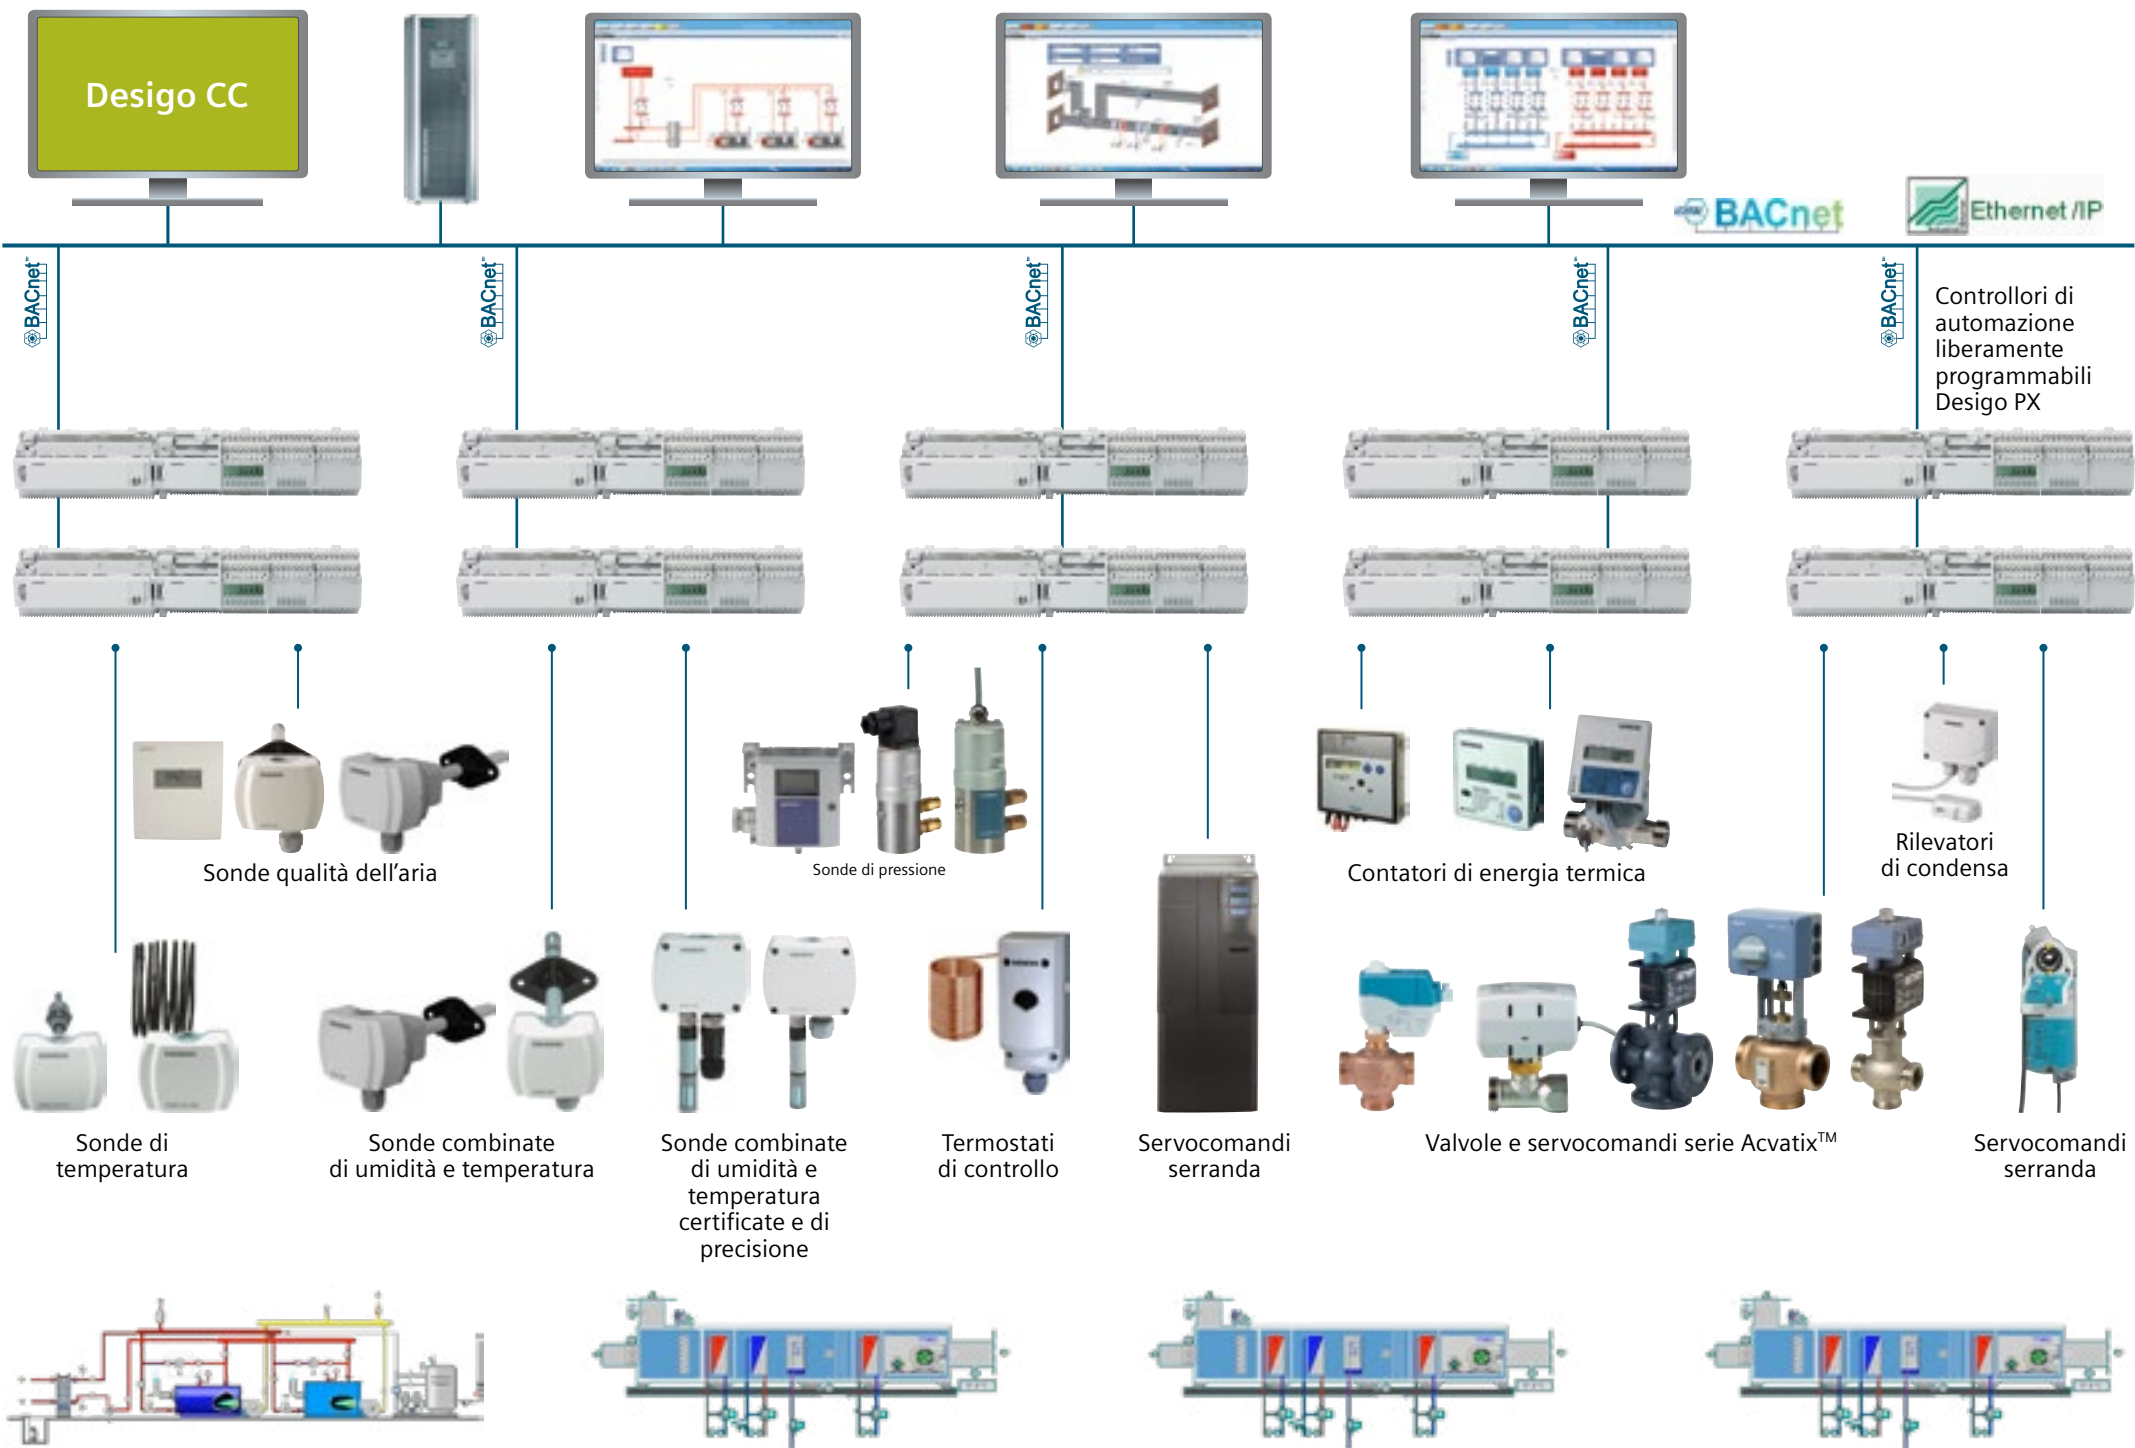 Desigo CC
BACnet
Ethernet/IP
BACnet
BACnet
BACnet
BACnet
BACnet
Controllori di
automazione
liberamente
programmabili
Desigo PX
Sonde qualità dell’aria
Sonde di pressione
Contatori di energia termica
Rilevatori
di condensa
Sonde di
temperatura
Sonde combinate
di umidità e temperatura
Sonde combinate
di umidità e
temperatura
certificate e di
precisione
Termostati
di controllo
Servocomandi
serranda
Valvole e servocomandi serie Acvatix™
Servocomandi
serranda